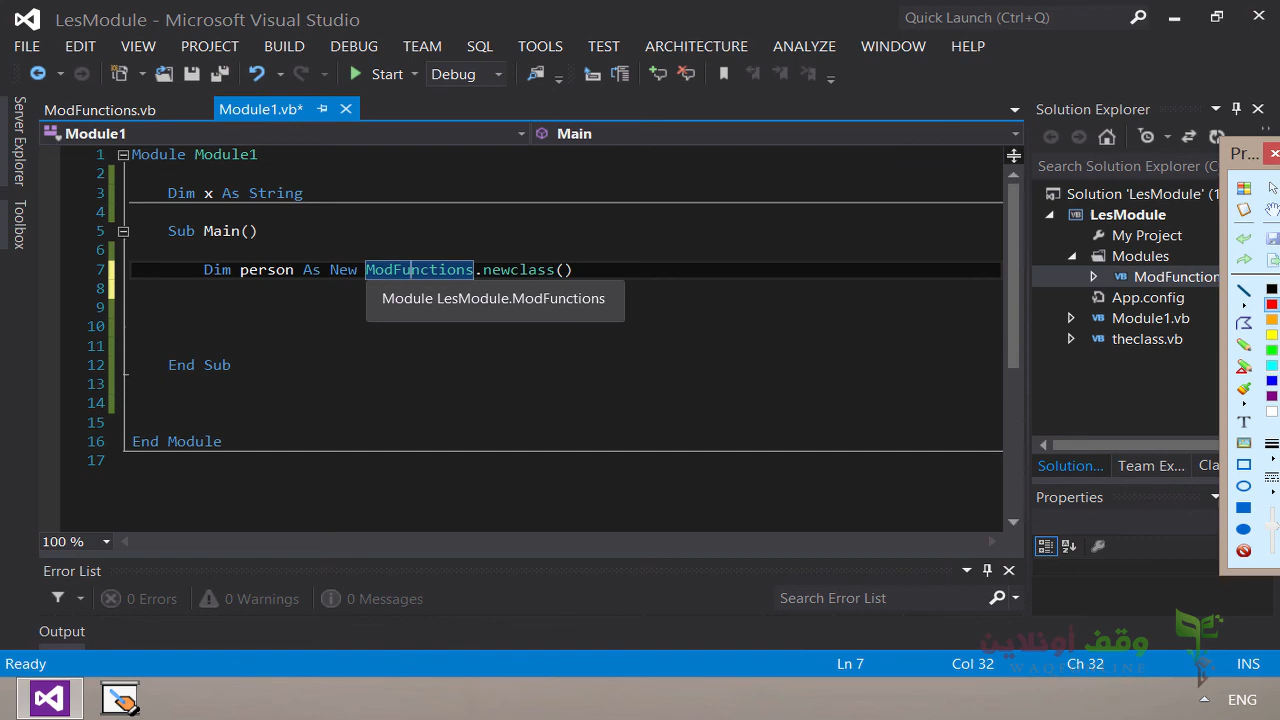 LesModule - Microsoft Visual Studio
Quick Launch (Ctrl+Q)
FILE EDIT VIEW PROJECT BUILD DEBUG TEAM SQL TOOLS TEST ARCHITECTURE ANALYZE WINDOW HELP
Start Debug
Server Explorer
Toolbox
ModFunctions.vb Module1.vb*
Module1 Main
1 Module Module1
2
3 Dim x As String
4
5 Sub Main()
6
7 Dim person As New ModFunctions.newclass()
Module LesModule.ModFunctions
8
9
10
11
12 End Sub
13
14
15
16 End Module
17
100 %
Solution Explorer
Search Solution Explorer (C
Solution 'LesModule' (1
LesModule
My Project
Modules
ModFunction
App.config
Module1.vb
theclass.vb
Solution... Team Ex... Cla
Properties
Pr...
T
Error List
0 Errors 0 Warnings 0 Messages
Search Error List
Output
Ready Ln 7 Col 32 Ch 32 INS
وقف أونلاين
WAQF ONLINE
ENG